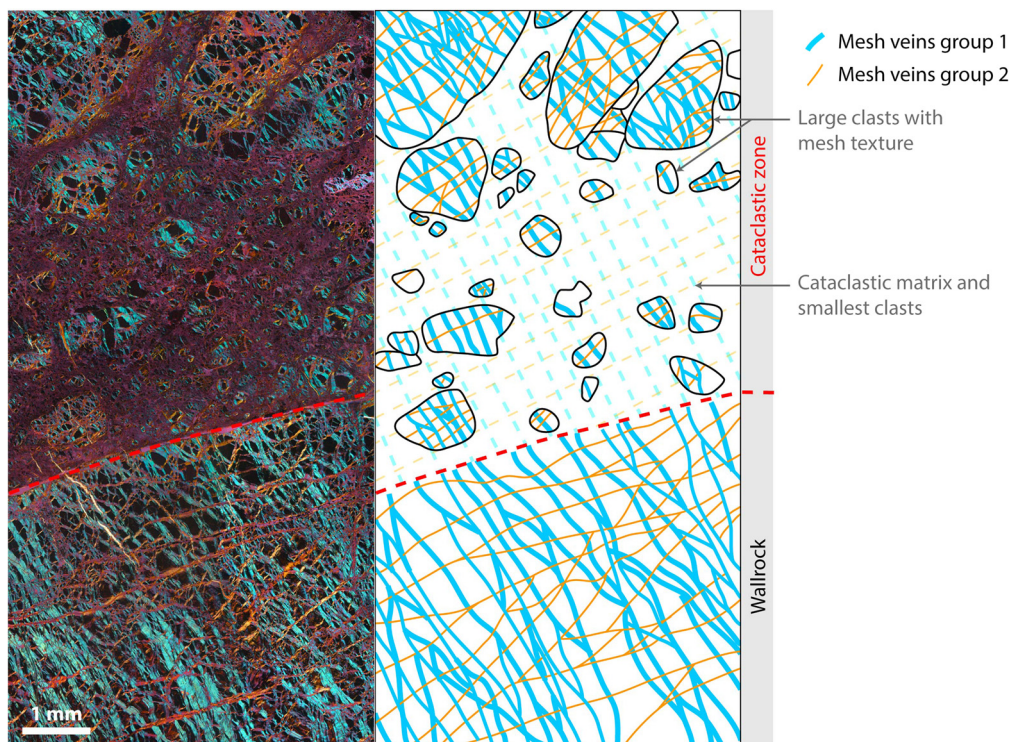 Mesh veins group 1
Mesh veins group 2
Large clasts with
mesh texture
Cataclastic zone
Cataclastic matrix and
smallest clasts
Wallrock
1 mm